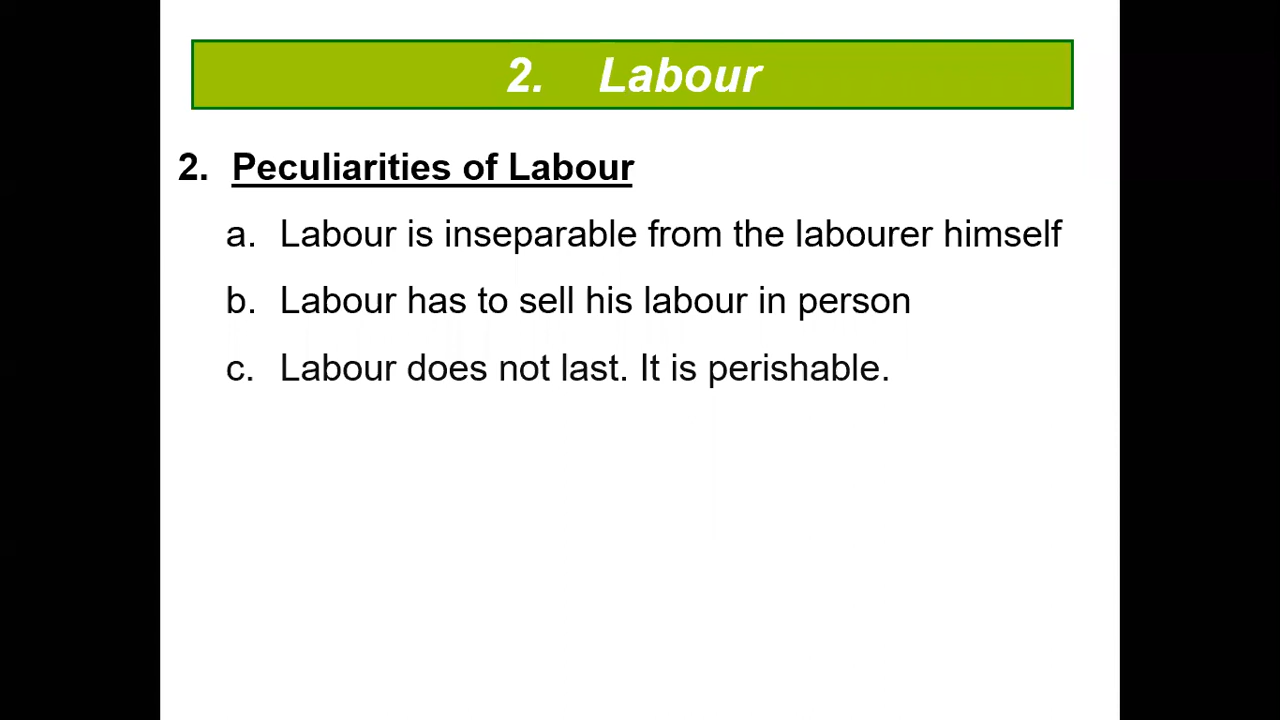 2. Labour
2. Peculiarities of Labour
a. Labour is inseparable from the labourer himself
b. Labour has to sell his labour in person
c. Labour does not last. It is perishable.